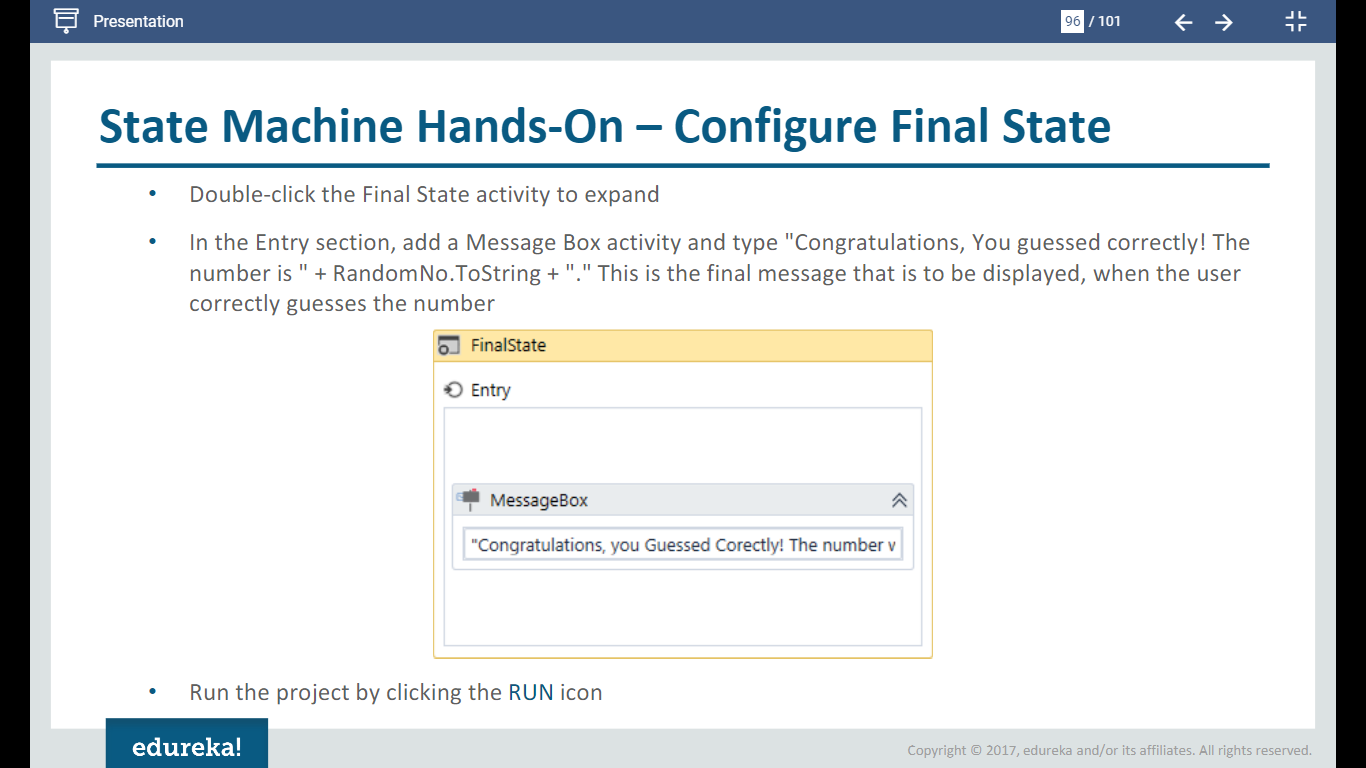 Presentation
96 / 101
State Machine Hands-On – Configure Final State
• Double-click the Final State activity to expand
• In the Entry section, add a Message Box activity and type "Congratulations, You guessed correctly! The
number is " + RandomNo.ToString + "." This is the final message that is to be displayed, when the user
correctly guesses the number
FinalState
Entry
MessageBox
"Congratulations, you Guessed Corectly! The number v
• Run the project by clicking the RUN icon
edureka!
Copyright © 2017, edureka and/or its affiliates. All rights reserved.